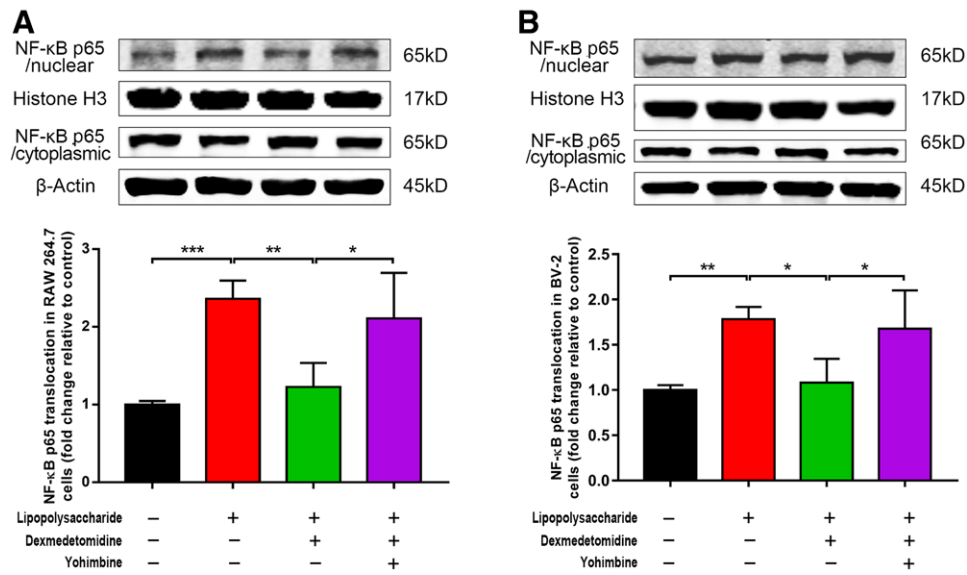 A
NF-κB p65
/nuclear
65kD
Histone H3
17kD
NF-κB p65
/cytoplasmic
65kD
β-Actin
45kD
NF-κB p65 translocation in RAW 264.7
cells (fold change relative to control)
3
2
1
0
*** ** *
Lipopolysaccharide − + + +
Dexmedetomidine − − + +
Yohimbine − − − +
B
NF-κB p65
/nuclear
65kD
Histone H3
17kD
NF-κB p65
/cytoplasmic
65kD
β-Actin
45kD
NF-κB p65 translocation in BV-2
cells (fold change relative to control)
2.5
2.0
1.5
1.0
0.5
0.0
** * *
Lipopolysaccharide − + + +
Dexmedetomidine − − + +
Yohimbine − − − +